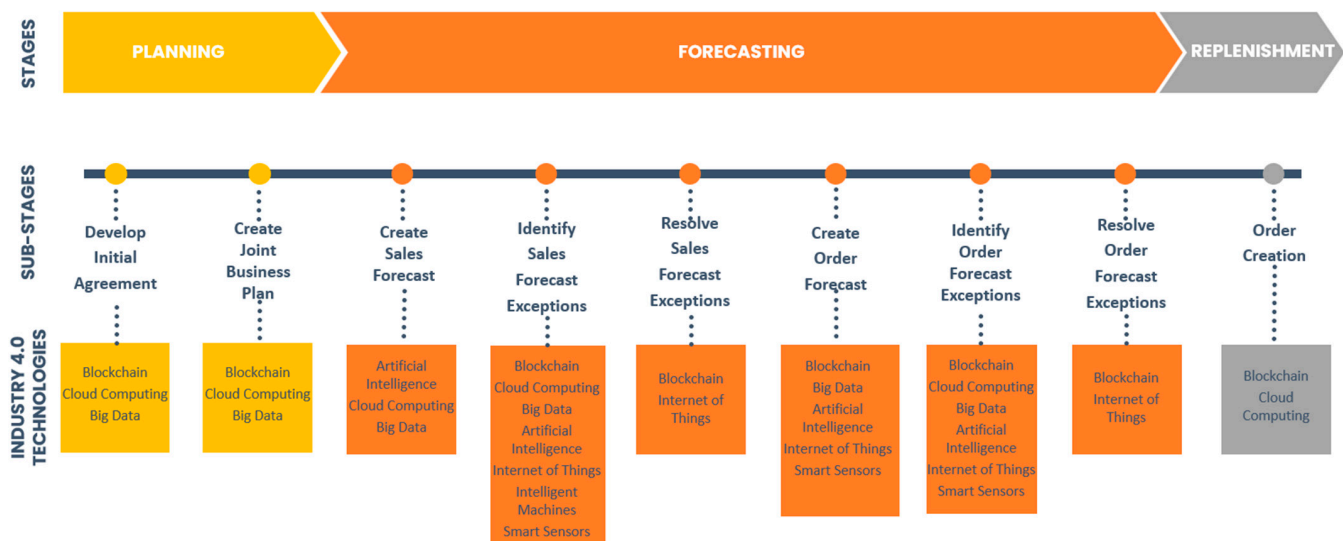 STAGES
PLANNING
FORECASTING
REPLENISHMENT
SUB-STAGES
Develop
Initial
Agreement
Create
Joint
Business
Plan
Create
Sales
Forecast
Identify
Sales
Forecast
Exceptions
Resolve
Sales
Forecast
Exceptions
Create
Order
Forecast
Identify
Order
Forecast
Exceptions
Resolve
Order
Forecast
Exceptions
Order
Creation
INDUSTRY 4.0
TECHNOLOGIES
Blockchain
Cloud Computing
Big Data
Blockchain
Cloud Computing
Big Data
Artificial
Intelligence
Cloud Computing
Big Data
Blockchain
Cloud Computing
Big Data
Artificial
Intelligence
Internet of Things
Intelligent
Machines
Smart Sensors
Blockchain
Internet of
Things
Blockchain
Big Data
Artificial
Intelligence
Internet of Things
Smart Sensors
Blockchain
Cloud Computing
Big Data
Artificial
Intelligence
Internet of Things
Smart Sensors
Blockchain
Internet of
Things
Blockchain
Cloud
Computing